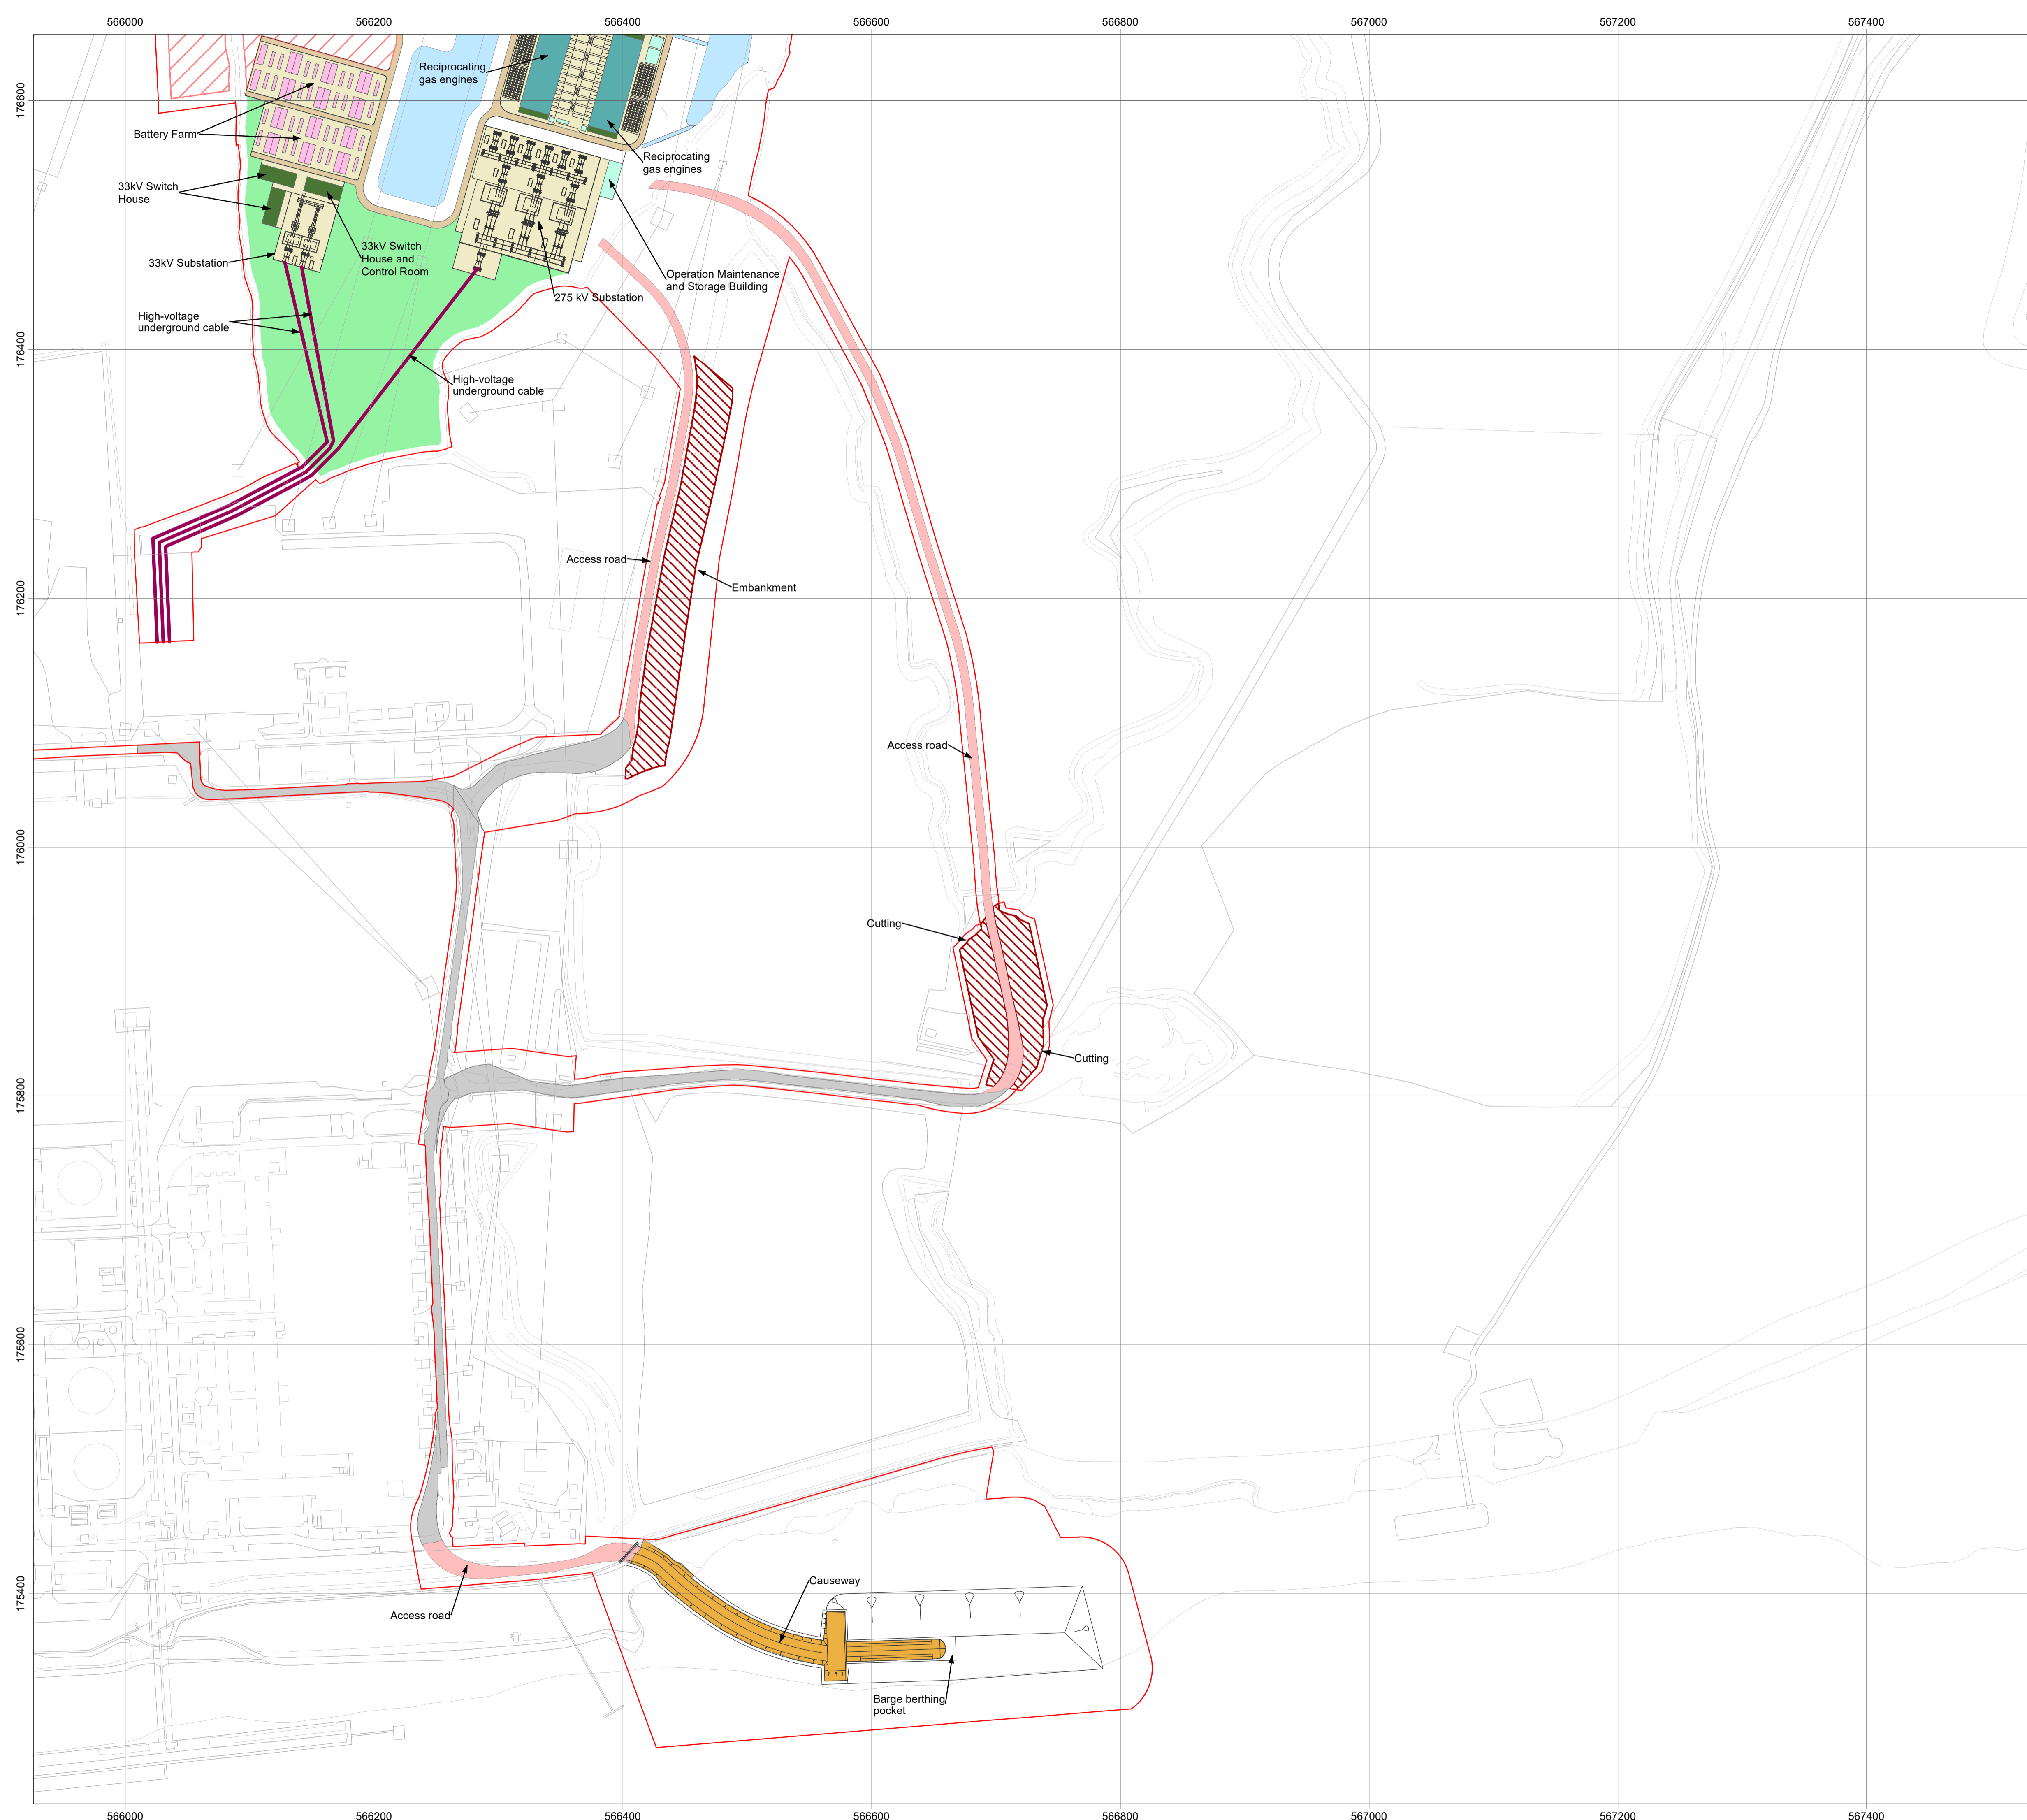 566000 566200 566400 566600 566800 567000 567200 567400
176600
176400
176200
176000
175800
175600
175400
Reciprocating
gas engines
Battery Farm
Reciprocating
gas engines
33kV Switch
House
33kV Switch
House and
Control Room
33kV Substation
Operation Maintenance
and Storage Building
275 kV Substation
High-voltage
underground cable
High-voltage
underground cable
Access road
Embankment
Access road
Cutting
Cutting
Causeway
Access road
Barge berthing
pocket
566000 566200 566400 566600 566800 567000 567200 567400